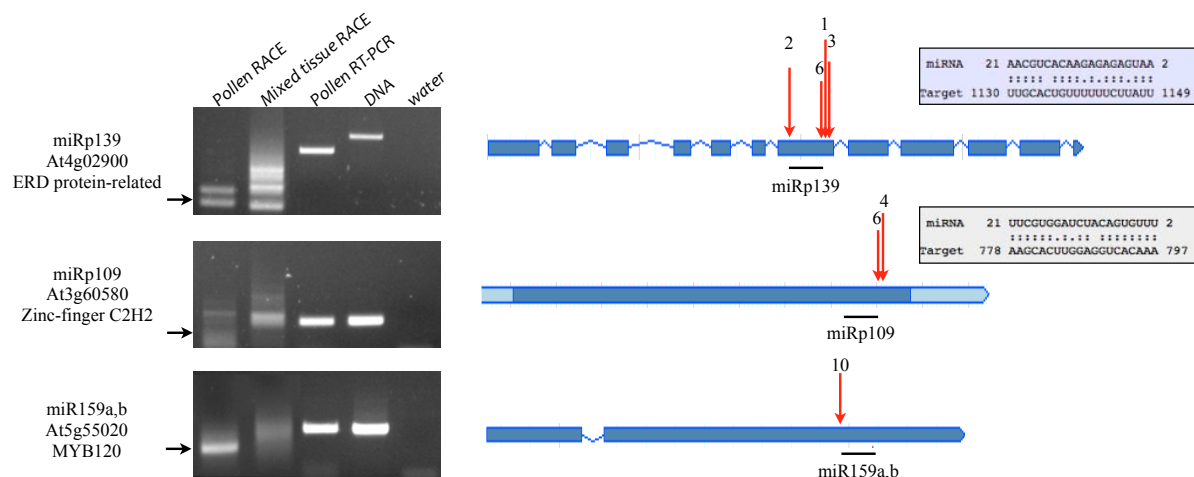 Pollen RACE
Mixed tissue RACE
Pollen RT-PCR
DNA
water
miRp139
At4g02900
ERD protein-related
2
1
3
6
miRp139
miRNA 21 AACGUCACAAGAGAGAGUAA 2
:::::: ::::.:.:::.:::
Target 1130 UUGCACUGUUUUUUCUUAUU 1149
miRp109
At3g60580
Zinc-finger C2H2
4
6
miRp109
miRNA 21 UUCGUGGAUCUACAGUGUUU 2
::::::.:.:: ::::::::
Target 778 AAGCACUUGGAGGUCACAAA 797
miR159a,b
At5g55020
MYB120
10
miR159a,b